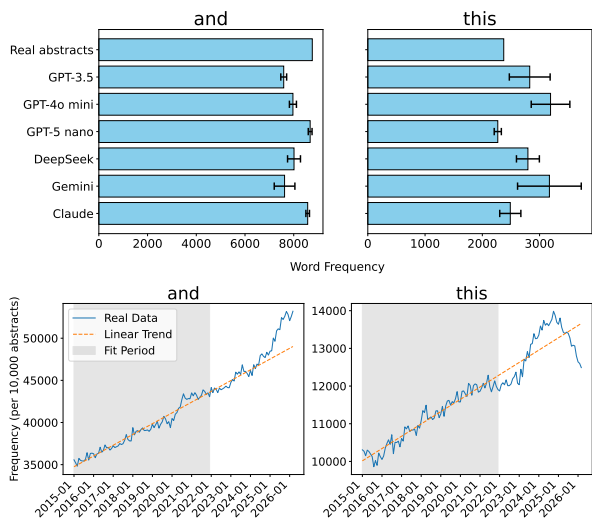 and
this
Real abstracts
GPT-3.5
GPT-4o mini
GPT-5 nano
DeepSeek
Gemini
Claude
0 2000 4000 6000 8000
0 1000 2000 3000
Word Frequency
and
this
Frequency (per 10,000 abstracts)
Real Data
Linear Trend
Fit Period
50000
45000
40000
35000
14000
13000
12000
11000
10000
2015-01 2016-01 2017-01 2018-01 2019-01 2020-01 2021-01 2022-01 2023-01 2024-01 2025-01 2026-01
2015-01 2016-01 2017-01 2018-01 2019-01 2020-01 2021-01 2022-01 2023-01 2024-01 2025-01 2026-01